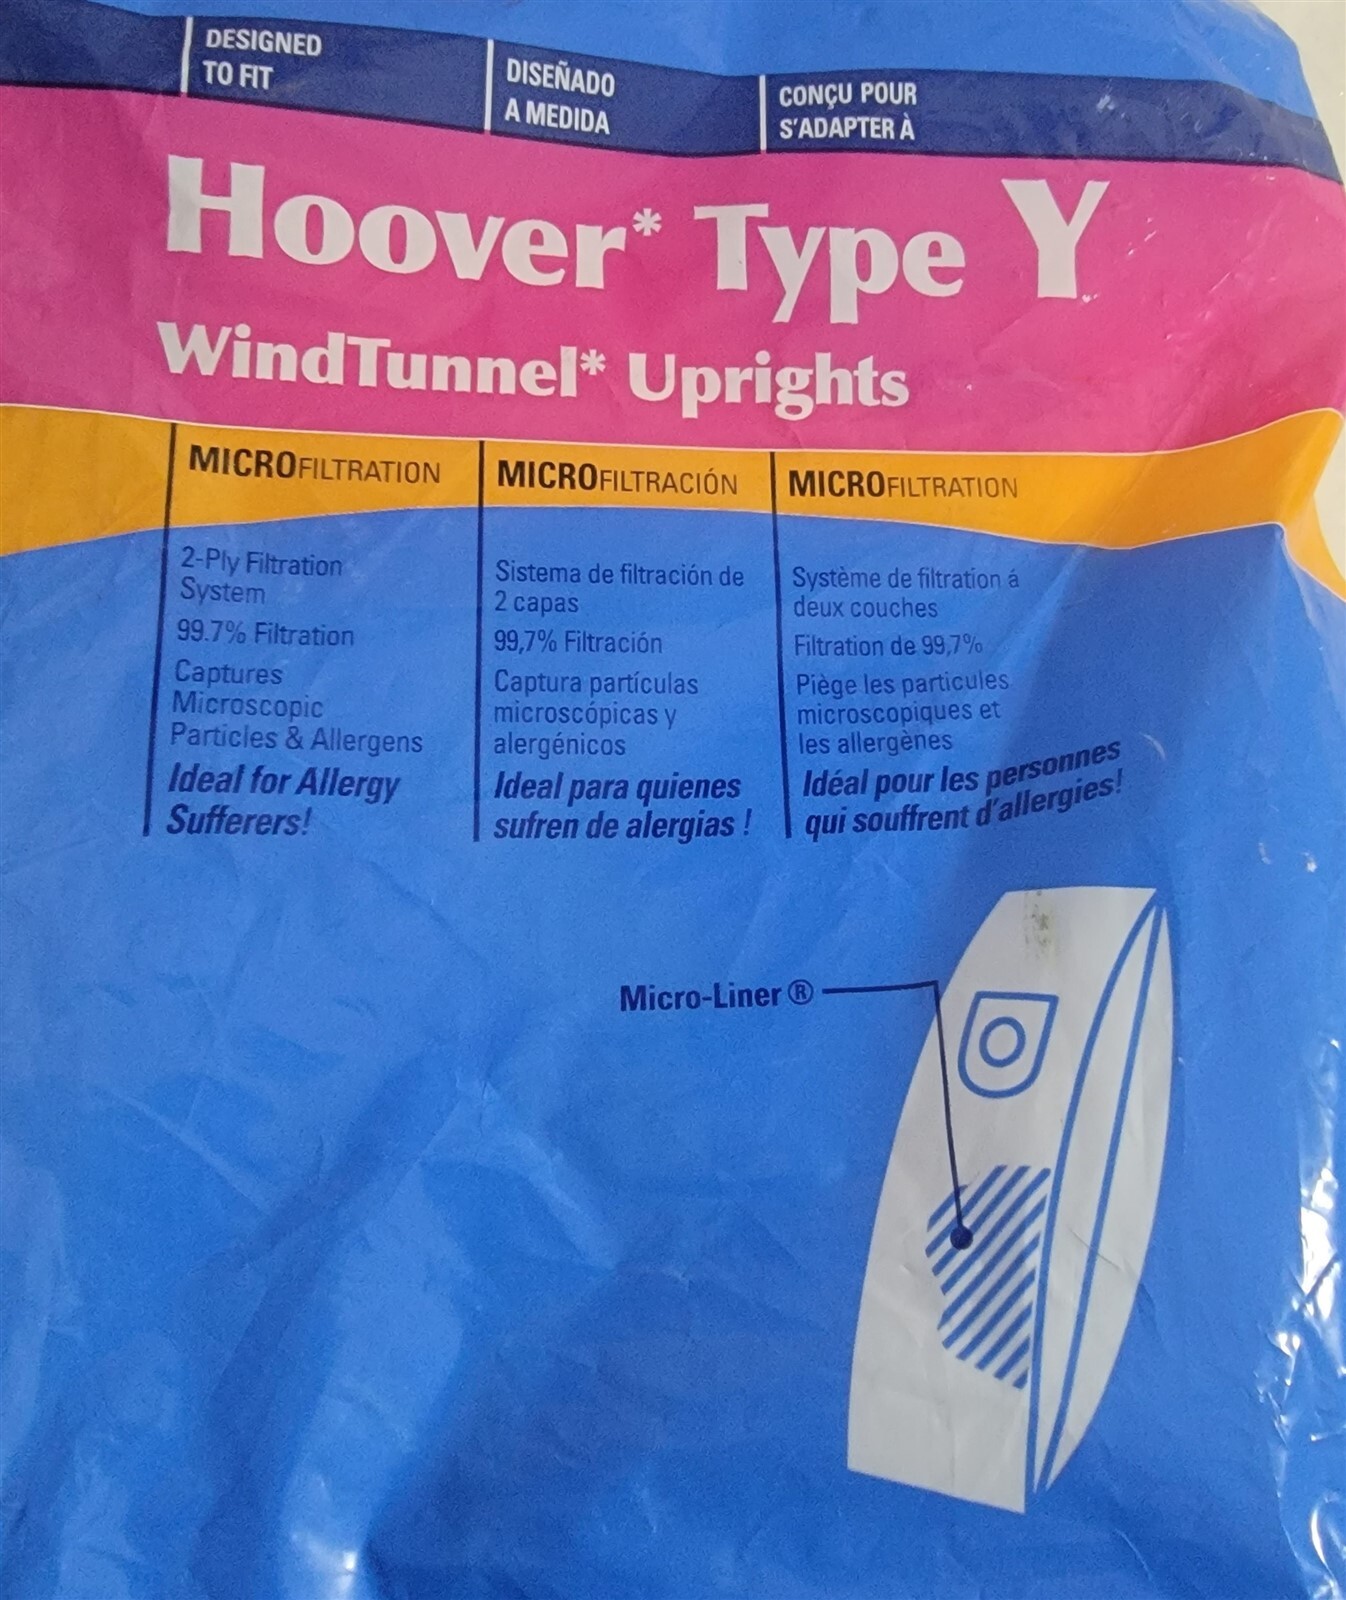 DESIGNED
TO FIT
DISEÑADO
A MEDIDA
CONÇU POUR
S'ADAPTER À
Hoover* Type Y
WindTunnel* Uprights
MICROFILTRATION
MICROFILTRACIÓN
MICROFILTRATION
2-Ply Filtration
System
99.7% Filtration
Captures
Microscopic
Particles & Allergens
Ideal for Allergy
Sufferers!
Sistema de filtración de
2 capas
99,7% Filtración
Captura partículas
microscópicas y
alergénicos
Ideal para quienes
sufren de alergias !
Système de filtration á
deux couches
Filtration de 99,7%
Piège les particules
microscopiques et
les allergènes
Idéal pour les personnes
qui souffrent d'allergies!
Micro-Liner ®